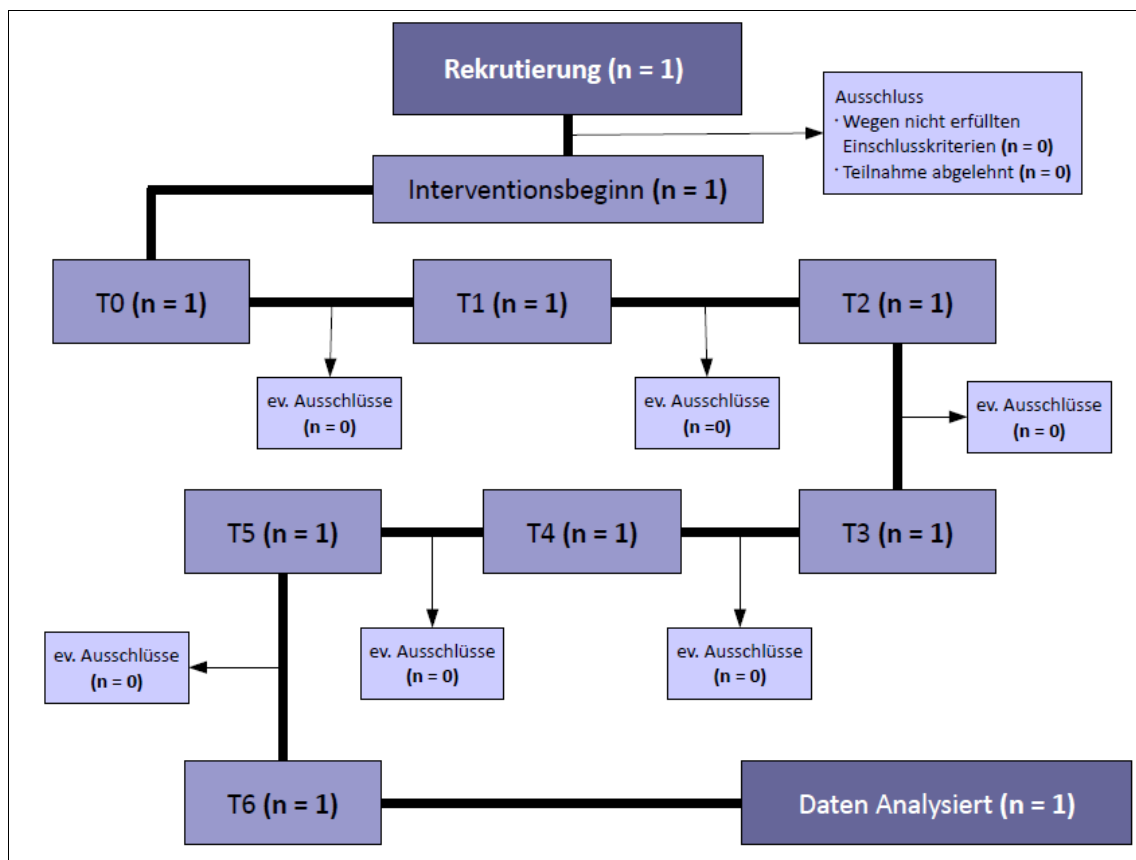 Rekrutierung (n = 1)
Ausschluss
· Wegen nicht erfüllten
Einschlusskriterien (n = 0)
· Teilnahme abgelehnt (n = 0)
Interventionsbeginn (n = 1)
T0 (n = 1)
T1 (n = 1)
T2 (n = 1)
ev. Ausschlüsse
(n = 0)
ev. Ausschlüsse
(n =0)
ev. Ausschlüsse
(n = 0)
T5 (n = 1)
T4 (n = 1)
T3 (n = 1)
ev. Ausschlüsse
(n = 0)
ev. Ausschlüsse
(n = 0)
ev. Ausschlüsse
(n = 0)
T6 (n = 1)
Daten Analysiert (n = 1)